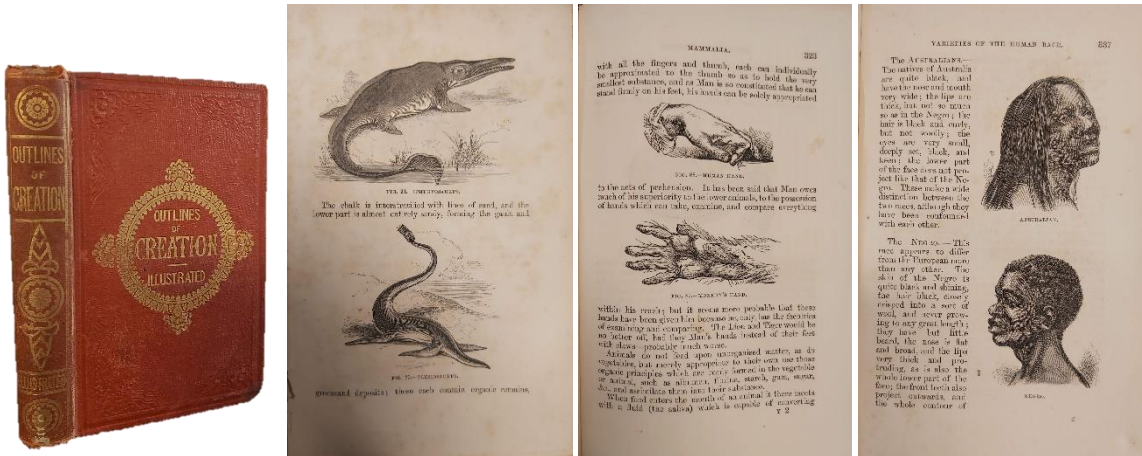 OUTLINES
OF
CREATION
OUTLINES
OF
CREATION
ILLUSTRATED
The chalk is interstratified with lines of sand, and the
lower part is almost entirely sandy, forming the gault and
greensand deposits; these each contain organic remains,
MAMMALIA.
323
with all the fingers and thumb, each can individually
be approximated to the thumb so as to hold the very
smallest substance, and as Man is so constituted that he can
stand firmly on his feet, his hands can be solely appropriated
HUMAN HAND.
to the acts of prehension. It has been said that Man owes
much of his superiority to the lower animals, to the possession
of hands which can take, examine, and compare everything
MONKEY'S HAND.
within his reach; but it seems more probable that these
hands have been given him because he only has the faculties
of examining and comparing. The Lion and Tiger would be
no better off, had they Man's hands instead of their feet
with claws—probably much worse.
Animals do not feed upon unorganized matter, as do
vegetables, but merely appropriate to their own use those
organic principles which are ready formed in the vegetable
or animal, such as albumen, fibrine, starch, gum, sugar,
&c., and assimilate them into their substance.
When food enters the mouth of an animal it there meets
with a fluid (the saliva) which is capable of converting
Y 2
VARIETIES OF THE HUMAN RACE.
337
The AUSTRALIANS.—
The natives of Australia
are quite black, and
have the nose and mouth
very wide; the lips are
thick, but not so much
so as in the Negro; the
hair is black and curly,
but not woolly; the
eyes are very small,
deeply set, black, and
keen; the lower part
of the face does not pro-
ject like that of the Ne-
gro. These make a wide
distinction between the
two races, although they
have been confounded
with each other.
AUSTRALIAN.
The NEGRO.—This
race appears to differ
from the European more
than any other. The
skin of the Negro is
quite black and shining,
the hair black, closely
crisped into a sort of
wool, and never grow-
ing to any great length;
they have but little
beard, the nose is flat
and broad, and the lips
very thick and pro-
truding, as is also the
whole lower part of the
face; the front teeth also
project outwards, and
the whole contour of
NEGRO.
Z